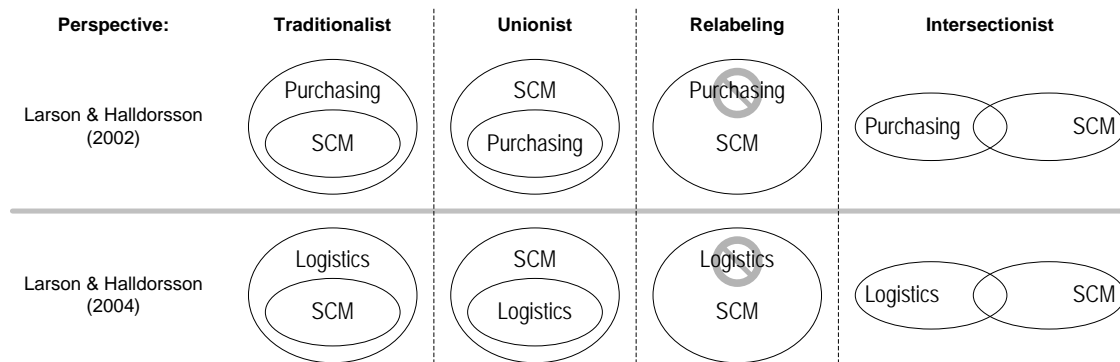 Perspective: Traditionalist Unionist Relabeling Intersectionist
Larson & Halldorsson
(2002)
Purchasing
SCM
SCM
Purchasing
Purchasing
SCM
Purchasing SCM
Larson & Halldorsson
(2004)
Logistics
SCM
SCM
Logistics
Logistics
SCM
Logistics SCM